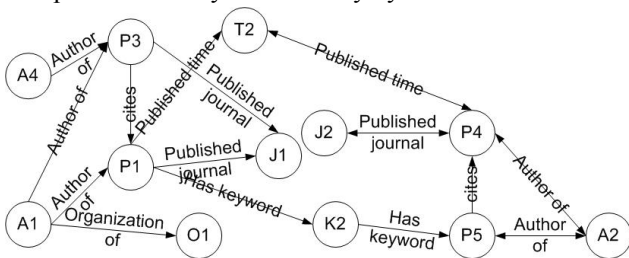 T2
P3
A4
Author
of
Published time
Published
journal
Published time
Author of
cites
J2
Published
journal
P4
J1
P1
Published
journal
Author
of
Has keyword
cites
Author of
A1
Organization
of
O1
K2
Has
keyword
P5
Author
of
A2